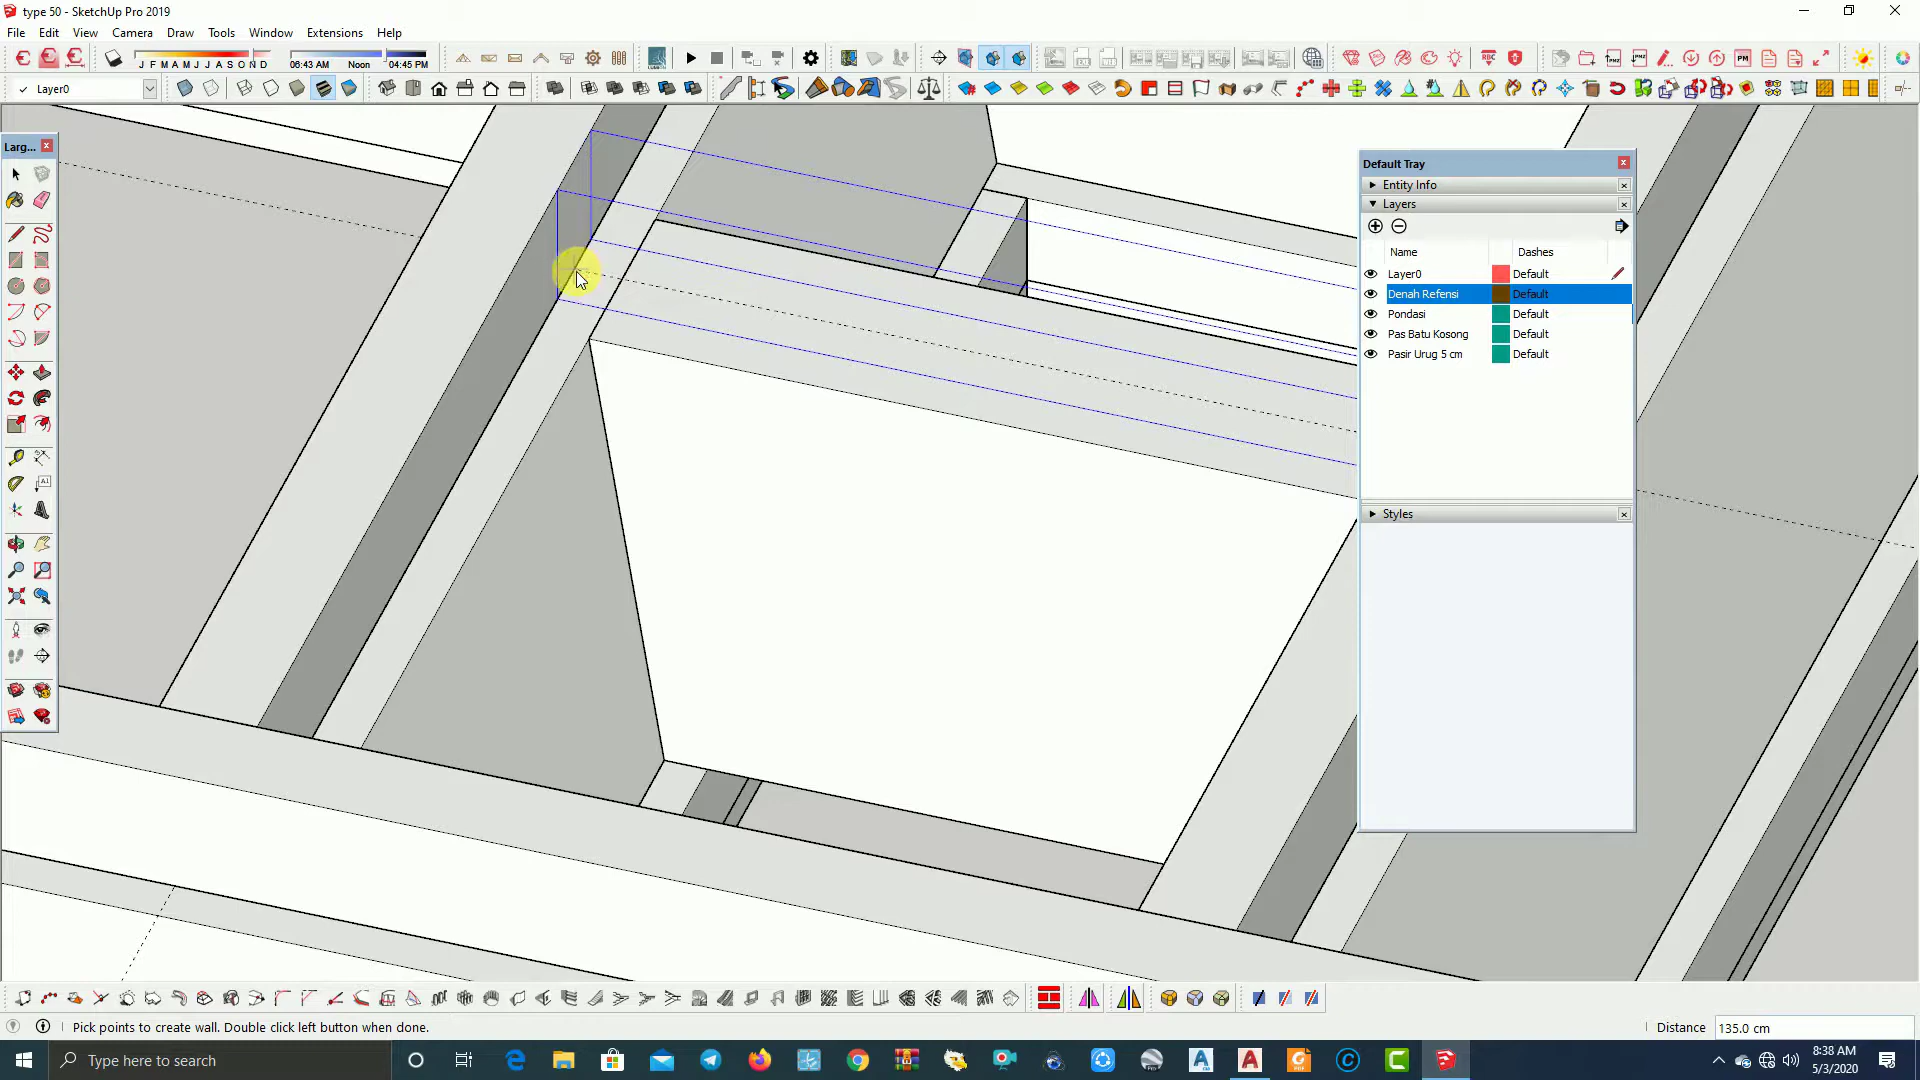 type 50 - SketchUp Pro 2019
File Edit View Camera Draw Tools Window Extensions Help
J F M A M J J A S O N D
06:43 AM Noon 04:45 PM
Layer0
Larg...
Default Tray
Entity Info
Layers
Name Dashes
Layer0 Default
Denah Refensi Default
Pondasi Default
Pas Batu Kosong Default
Pasir Urug 5 cm Default
Styles
Pick points to create wall. Double click left button when done.
Distance 135.0 cm
Type here to search
8:38 AM
5/3/2020